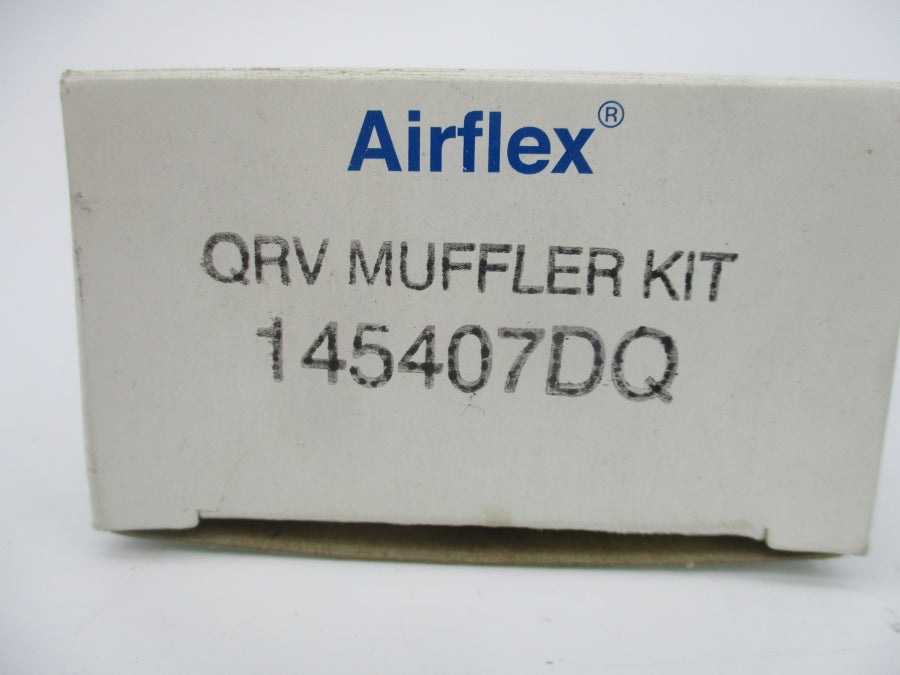 Airflex®
QRV MUFFLER KIT
145407DQ